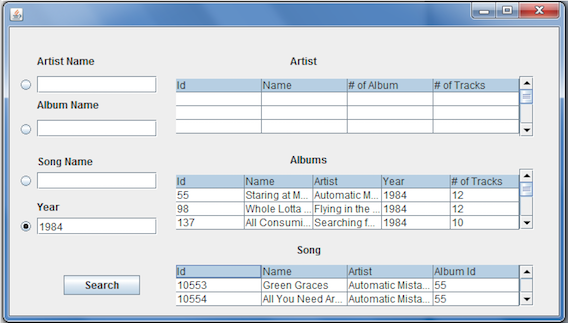 Artist Name
Album Name
Song Name
Year
1984
Search
Artist
Id Name # of Album # of Tracks
Albums
Id Name Artist Year # of Tracks
55 Staring at M... Automatic M... 1984 12
98 Whole Lotta ... Flying in the ... 1984 12
137 All Consumi... Searching f... 1984 10
Song
Id Name Artist Album Id
10553 Green Graces Automatic Mista... 55
10554 All You Need Ar... Automatic Mista... 55